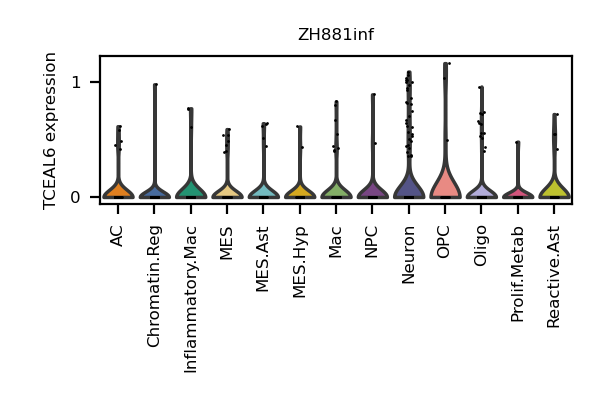 ZH881inf
TCEAL6 expression
1
0
AC
Chromatin.Reg
Inflammatory.Mac
MES
MES.Ast
MES.Hyp
Mac
NPC
Neuron
OPC
Oligo
Prolif.Metab
Reactive.Ast